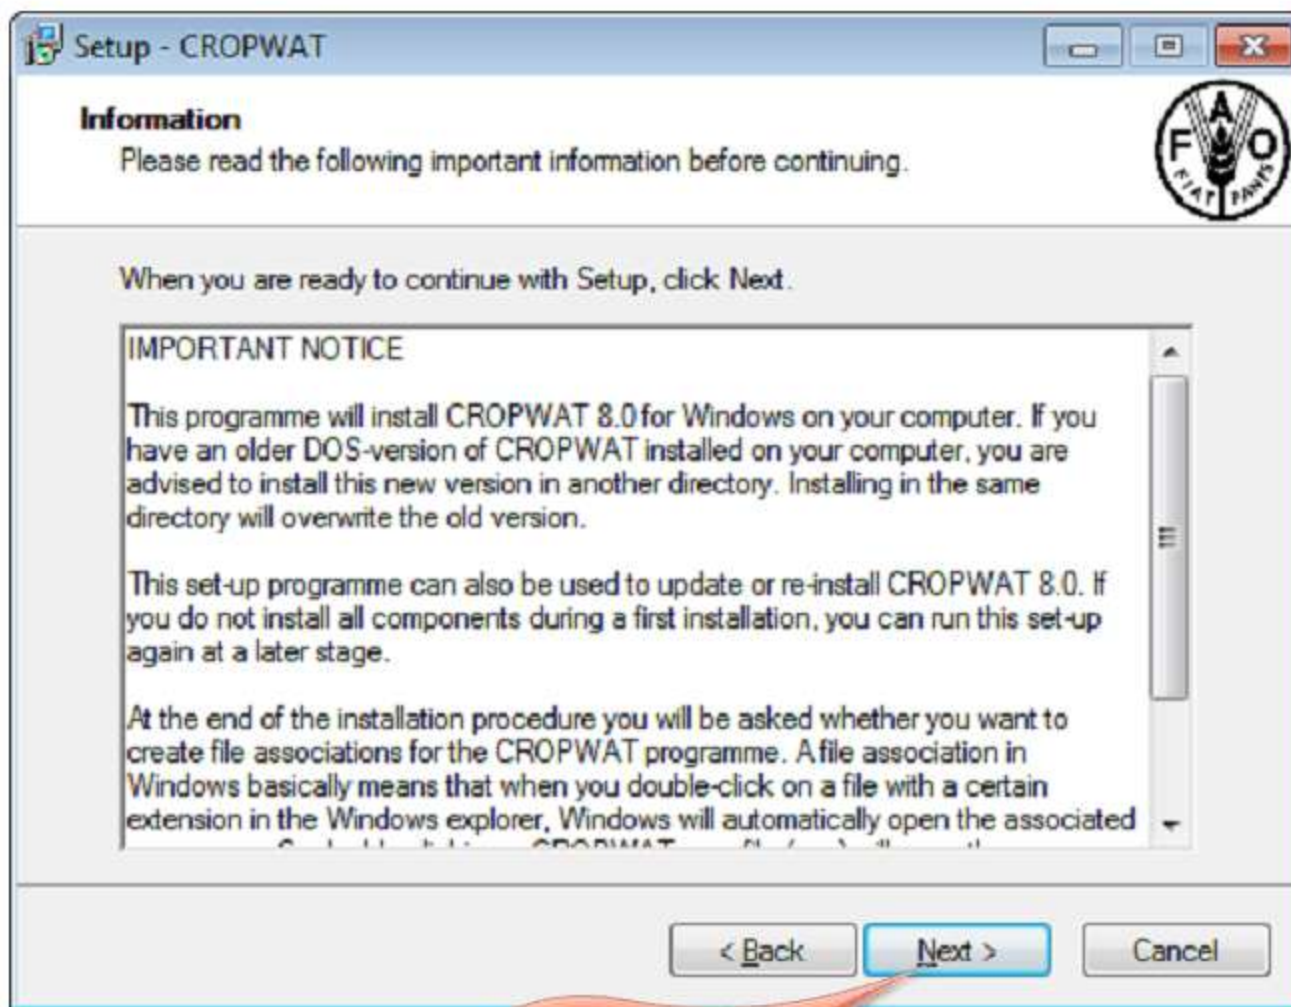 Setup - CROPWAT
Information
Please read the following important information before continuing.
F A O
FIAT PANIS
When you are ready to continue with Setup, click Next.
IMPORTANT NOTICE
This programme will install CROPWAT 8.0 for Windows on your computer. If you
have an older DOS-version of CROPWAT installed on your computer, you are
advised to install this new version in another directory. Installing in the same
directory will overwrite the old version.
This set-up programme can also be used to update or re-install CROPWAT 8.0. If
you do not install all components during a first installation, you can run this set-up
again at a later stage.
At the end of the installation procedure you will be asked whether you want to
create file associations for the CROPWAT programme. A file association in
Windows basically means that when you double-click on a file with a certain
extension in the Windows explorer, Windows will automatically open the associated
CROPWAT
< Back
Next >
Cancel